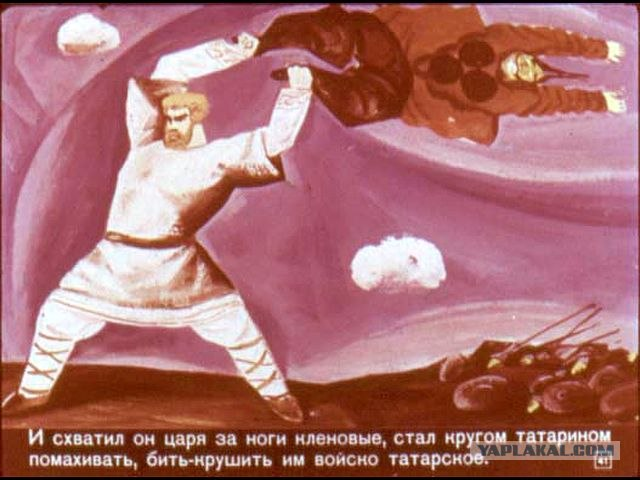 И схватил он царя за ноги кленовые, стал кругом татарином
помахивать, бить-крушить им войско татарское.
YAPLAKAL.COM
41